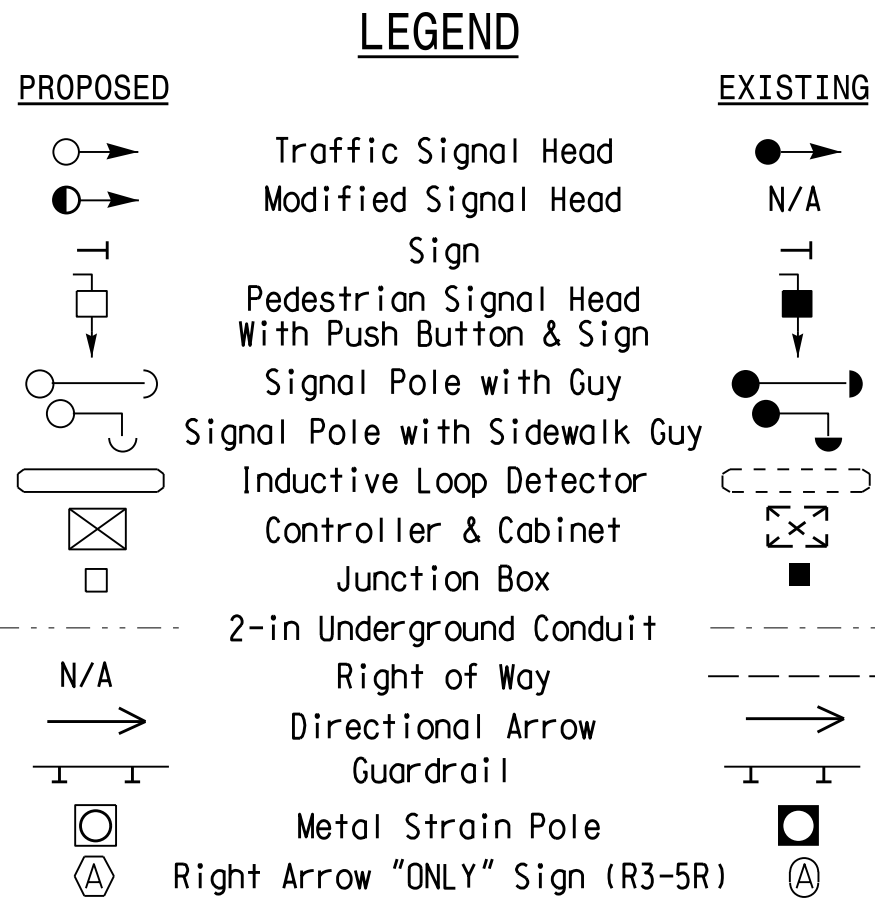 LEGEND
PROPOSED EXISTING
Traffic Signal Head
Modified Signal Head N/A
Sign
Pedestrian Signal Head
With Push Button & Sign
Signal Pole with Guy
Signal Pole with Sidewalk Guy
Inductive Loop Detector
Controller & Cabinet
Junction Box
2-in Underground Conduit
N/A Right of Way
Directional Arrow
Guardrail
Metal Strain Pole
A Right Arrow "ONLY" Sign (R3-5R) A